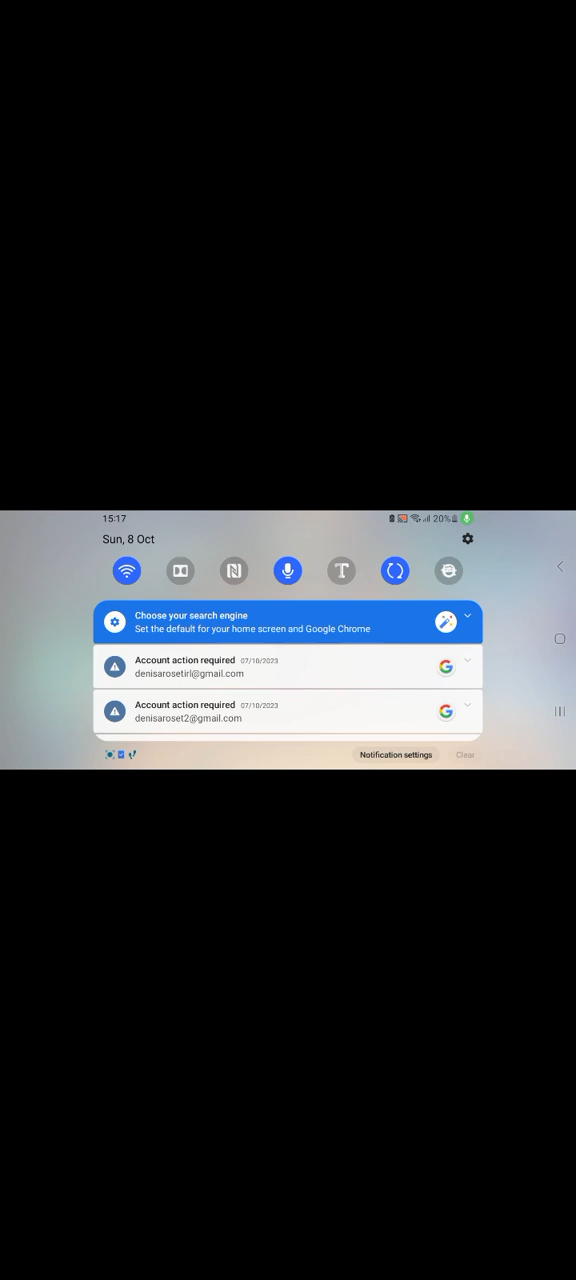 15:17
20%
Sun, 8 Oct
Choose your search engine
Set the default for your home screen and Google Chrome
Account action required 07/10/2023
denisarosetirl@gmail.com
Account action required 07/10/2023
denisaroset2@gmail.com
Notification settings
Clear